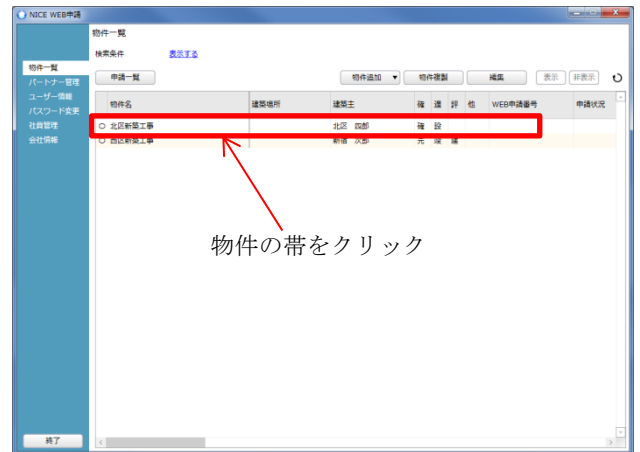 NICE WEB申請
物件一覧
検索条件 表示する
物件一覧
パートナー管理
ユーザー情報
パスワード変更
社員管理
会社情報
申請一覧 物件追加 ▼ 物件複製 編集 表示 非表示
物件名 建築場所 建築主 確 適 評 他 WEB申請番号 申請状況
北区新築工事 北区 四郎 確 設
西区新築工事 新宿 次郎
物件の帯をクリック
終了